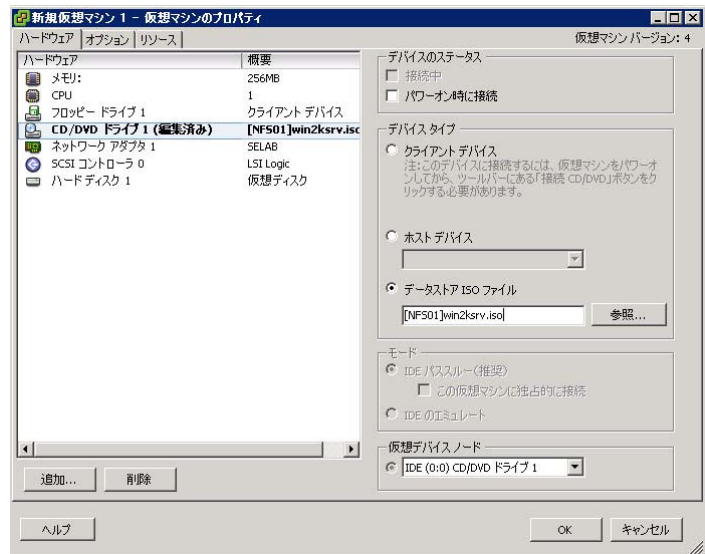 新規仮想マシン 1 - 仮想マシンのプロパティ
ハードウェア オプション リソース 仮想マシン バージョン: 4
ハードウェア 概要
メモリ: 256MB
CPU 1
フロッピー ドライブ 1 クライアント デバイス
CD/DVD ドライブ 1 (編集済み) [NFS01]win2ksrv.isc
ネットワーク アダプタ 1 SELAB
SCSI コントローラ 0 LSI Logic
ハード ディスク 1 仮想ディスク
追加... 削除
デバイスのステータス
接続中
パワーオン時に接続
デバイス タイプ
クライアント デバイス
注:このデバイスに接続するには、仮想マシンをパワーオ
ンしてから、ツールバーにある「接続 CD/DVD」ボタンをク
リックする必要があります。
ホスト デバイス
データストア ISO ファイル
[NFS01]win2ksrv.iso 参照...
モード
IDE パススルー(推奨)
この仮想マシンに独占的に接続
IDE のエミュレート
仮想デバイス ノード
IDE (0:0) CD/DVD ドライブ 1
ヘルプ OK キャンセル